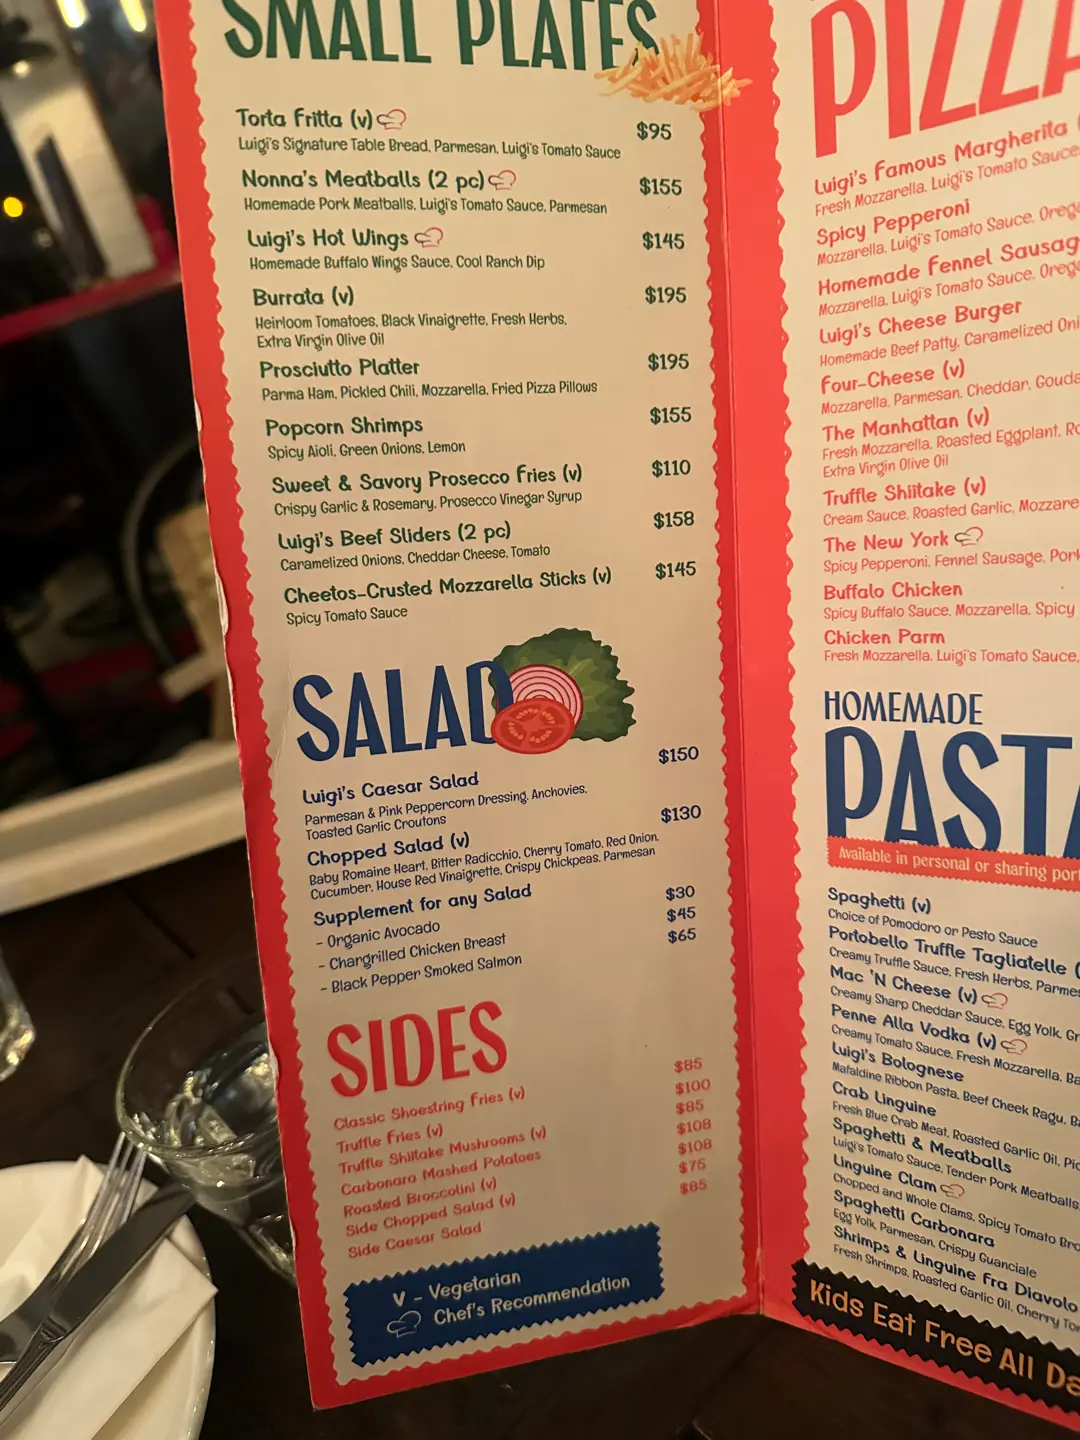 SMALL PLATES
Torta Fritta (v)
$95
Luigi's Signature Table Bread, Parmesan, Luigi's Tomato Sauce
Nonna's Meatballs (2 pc)
$155
Homemade Pork Meatballs, Luigi's Tomato Sauce, Parmesan
Luigi's Hot Wings
$145
Homemade Buffalo Wings Sauce, Cool Ranch Dip
Burrata (v)
$195
Heirloom Tomatoes, Black Vinaigrette, Fresh Herbs,
Extra Virgin Olive Oil
Prosciutto Platter
$195
Parma Ham, Pickled Chili, Mozzarella, Fried Pizza Pillows
Popcorn Shrimps
$155
Spicy Aioli, Green Onions, Lemon
Sweet & Savory Prosecco Fries (v)
$110
Crispy Garlic & Rosemary, Prosecco Vinegar Syrup
Luigi's Beef Sliders (2 pc)
$158
Caramelized Onions, Cheddar Cheese, Tomato
Cheetos-Crusted Mozzarella Sticks (v)
$145
Spicy Tomato Sauce
SALAD
Luigi's Caesar Salad
$150
Parmesan & Pink Peppercorn Dressing, Anchovies,
Toasted Garlic Croutons
Chopped Salad (v)
$130
Baby Romaine Heart, Bitter Radicchio, Cherry Tomato, Red Onion,
Cucumber, House Red Vinaigrette, Crispy Chickpeas, Parmesan
Supplement for any Salad
- Organic Avocado
$30
- Chargrilled Chicken Breast
$45
- Black Pepper Smoked Salmon
$65
SIDES
Classic Shoestring Fries (v)
$85
Truffle Fries (v)
$100
Truffle Shiitake Mushrooms (v)
$85
Carbonara Mashed Potatoes
$108
Roasted Broccolini (v)
$108
Side Chopped Salad (v)
$75
Side Caesar Salad
$85
V - Vegetarian
Chef's Recommendation
PIZZA
Luigi's Famous Margherita
Fresh Mozzarella, Luigi's Tomato Sauce,
Spicy Pepperoni
Mozzarella, Luigi's Tomato Sauce, Orega
Homemade Fennel Sausag
Mozzarella, Luigi's Tomato Sauce, Orega
Luigi's Cheese Burger
Homemade Beef Patty, Caramelized Oni
Four-Cheese (v)
Mozzarella, Parmesan, Cheddar, Gouda
The Manhattan (v)
Fresh Mozzarella, Roasted Eggplant, Ro
Extra Virgin Olive Oil
Truffle Shiitake (v)
Cream Sauce, Roasted Garlic, Mozzare
The New York
Spicy Pepperoni, Fennel Sausage, Pork
Buffalo Chicken
Spicy Buffalo Sauce, Mozzarella, Spicy
Chicken Parm
Fresh Mozzarella, Luigi's Tomato Sauce,
HOMEMADE
PASTA
Available in personal or sharing port
Spaghetti (v)
Choice of Pomodoro or Pesto Sauce
Portobello Truffle Tagliatelle (
Creamy Truffle Sauce, Fresh Herbs, Parmes
Mac 'N Cheese (v)
Creamy Sharp Cheddar Sauce, Egg Yolk, Gr
Penne Alla Vodka (v)
Creamy Tomato Sauce, Fresh Mozzarella, Ba
Luigi's Bolognese
Mafaldine Ribbon Pasta, Beef Cheek Ragu, Ba
Crab Linguine
Fresh Blue Crab Meat, Roasted Garlic Oil, Pic
Spaghetti & Meatballs
Luigi's Tomato Sauce, Tender Pork Meatballs,
Linguine Clam
Chopped and Whole Clams, Spicy Tomato Bro
Spaghetti Carbonara
Egg Yolk, Parmesan, Crispy Guanciale
Shrimps & Linguine Fra Diavolo
Fresh Shrimps, Roasted Garlic Oil, Cherry To
Kids Eat Free All Da